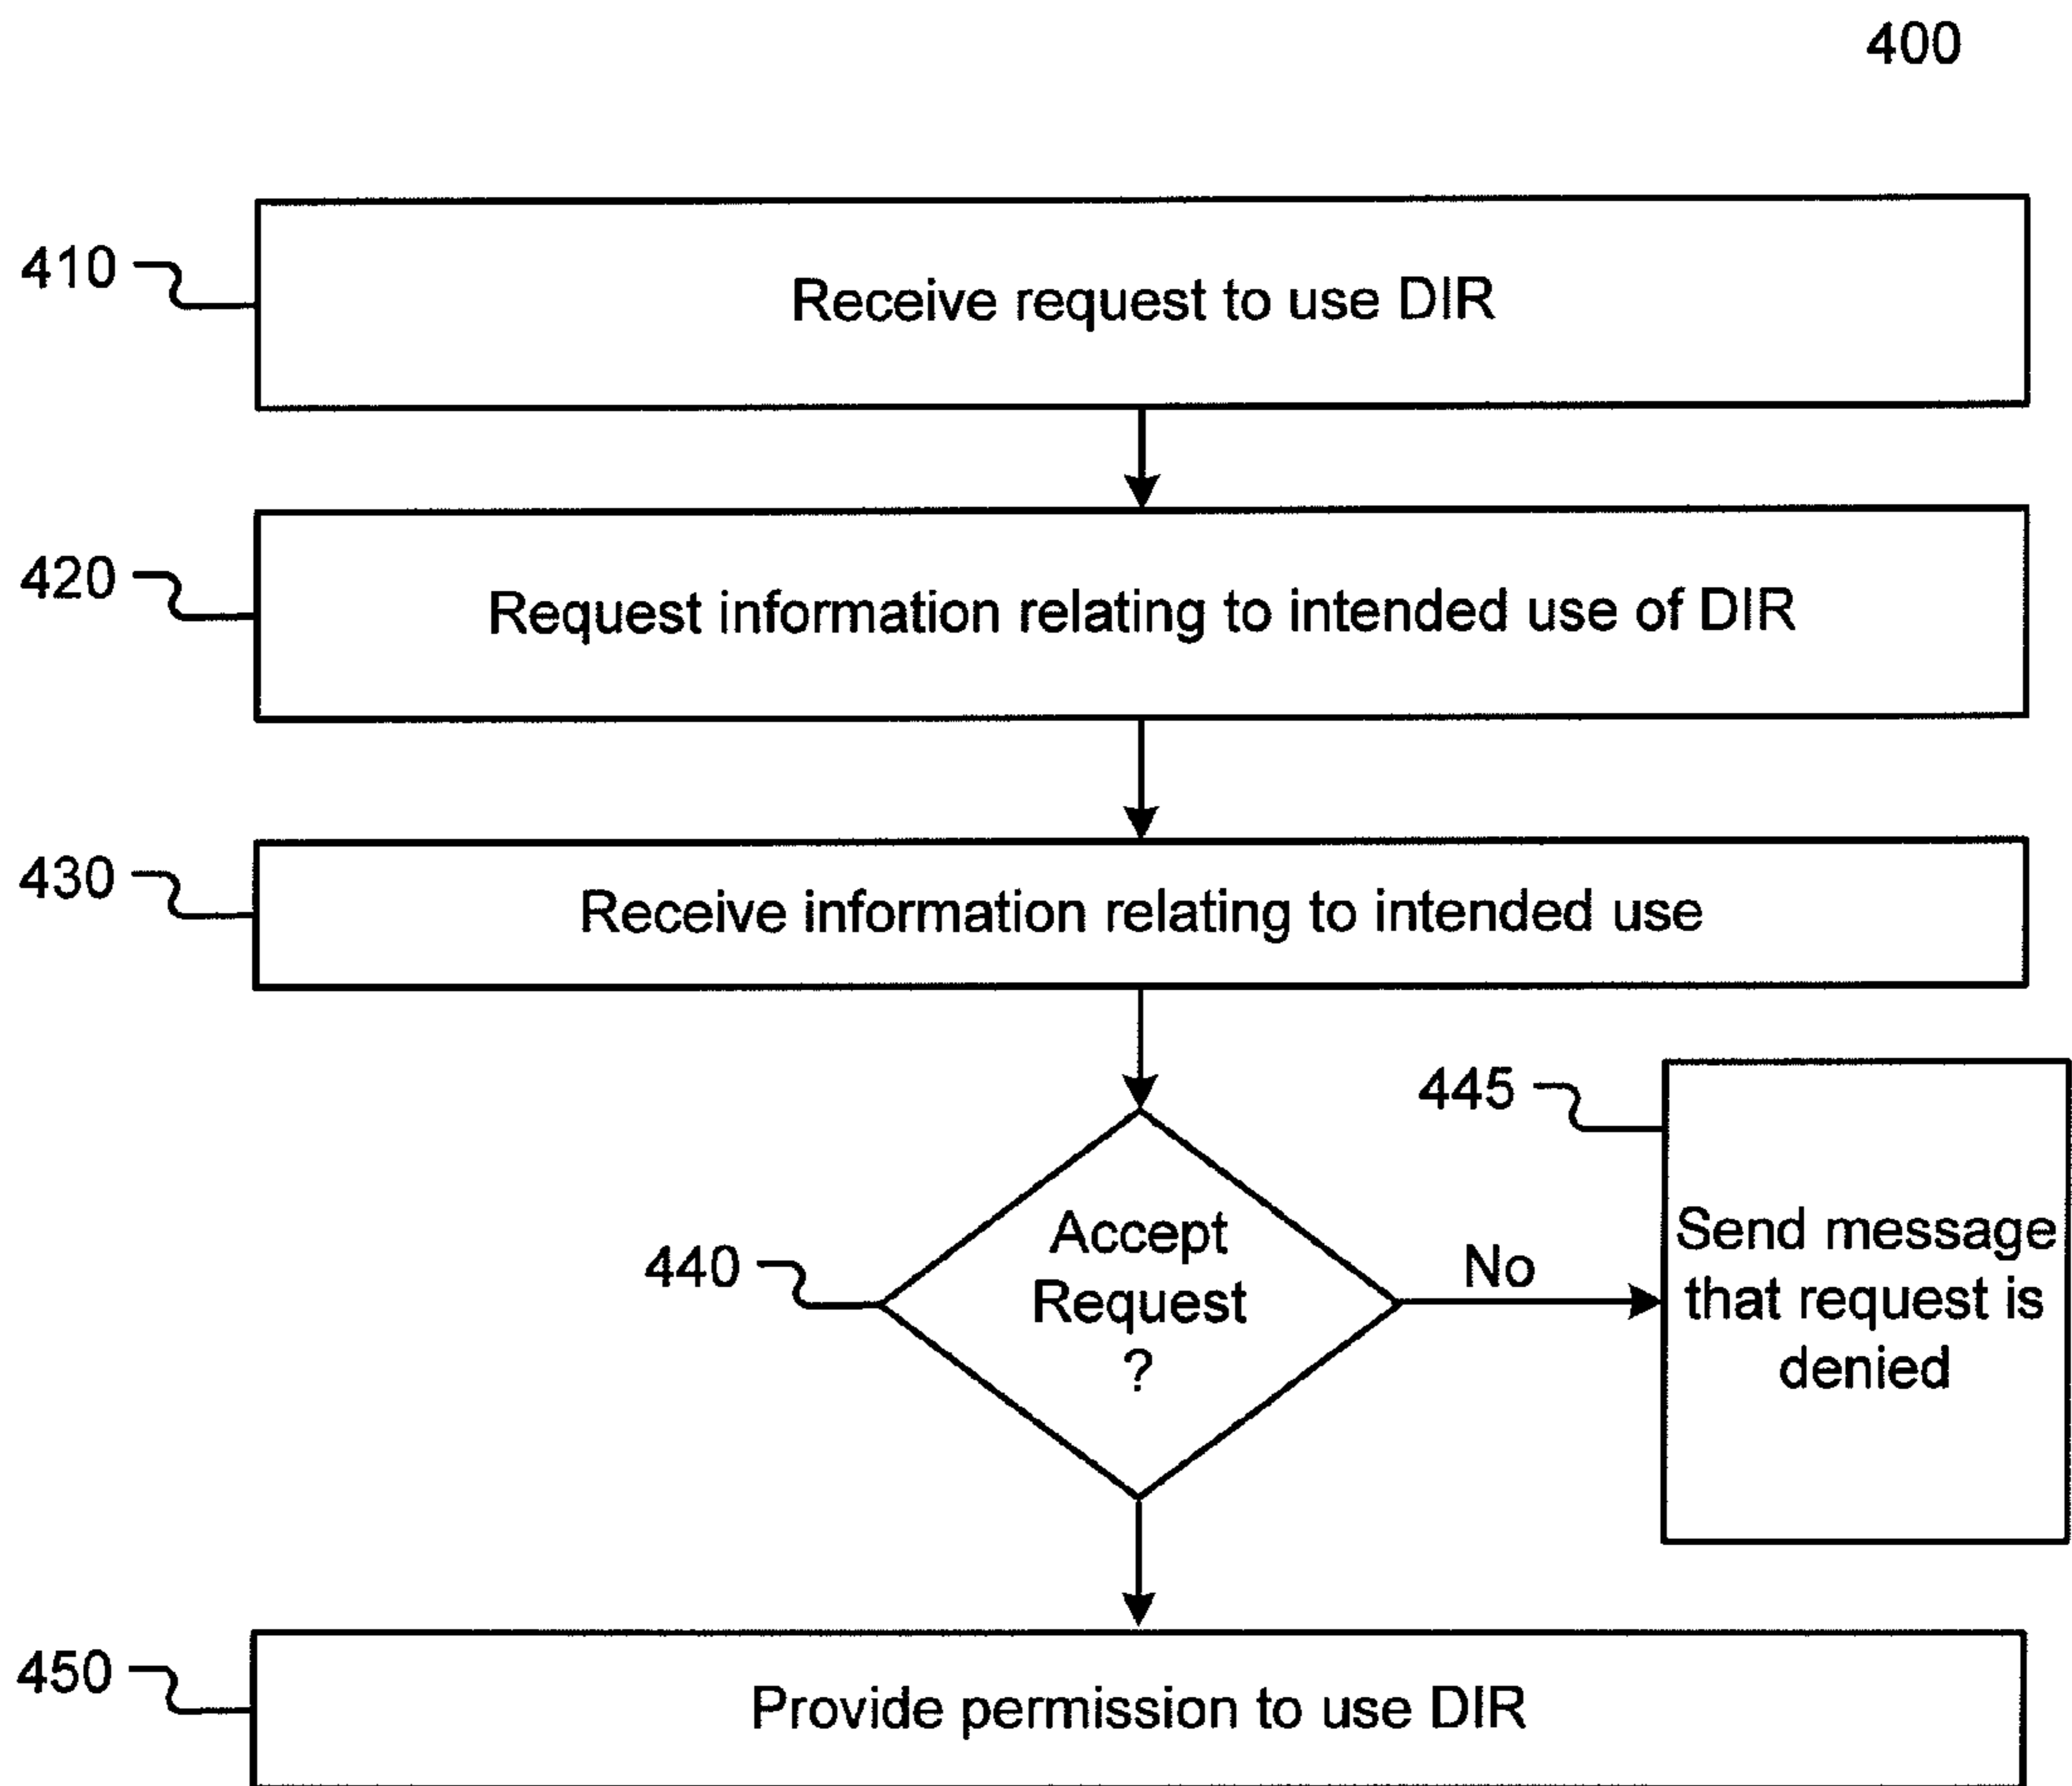 400
410
Receive request to use DIR
420
Request information relating to intended use of DIR
430
Receive information relating to intended use
445
440
Accept
Request
?
No
Send message
that request is
denied
450
Provide permission to use DIR